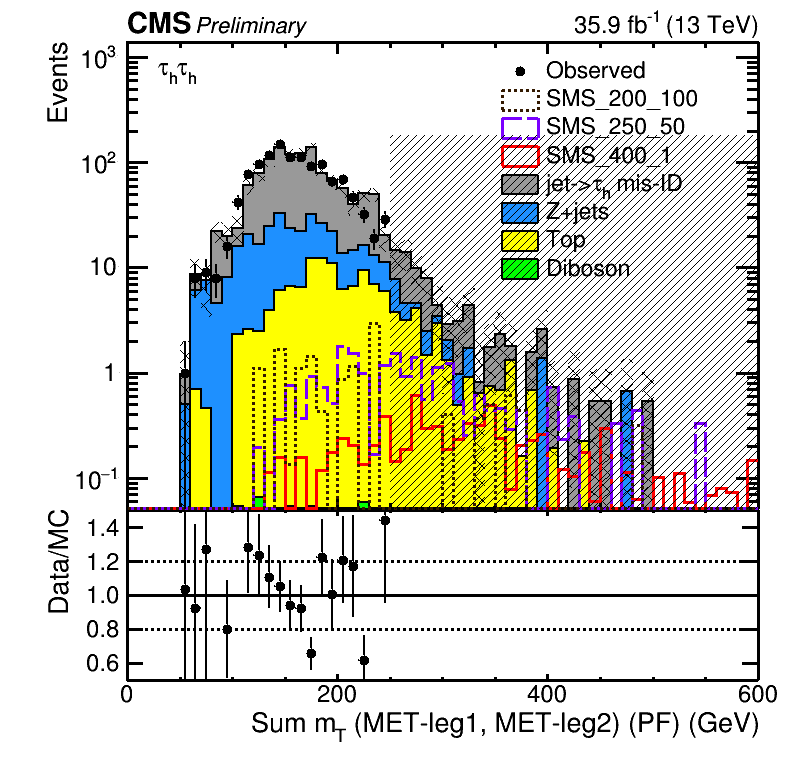 CMS Preliminary 35.9 fb⁻¹ (13 TeV)
Events
10³
10²
10
1
10⁻¹
τₕτₕ
Observed
SMS_200_100
SMS_250_50
SMS_400_1
jet->τₕ mis-ID
Z+jets
Top
Diboson
Data/MC
1.4
1.2
1.0
0.8
0.6
0 200 400 600
Sum m_T (MET-leg1, MET-leg2) (PF) (GeV)